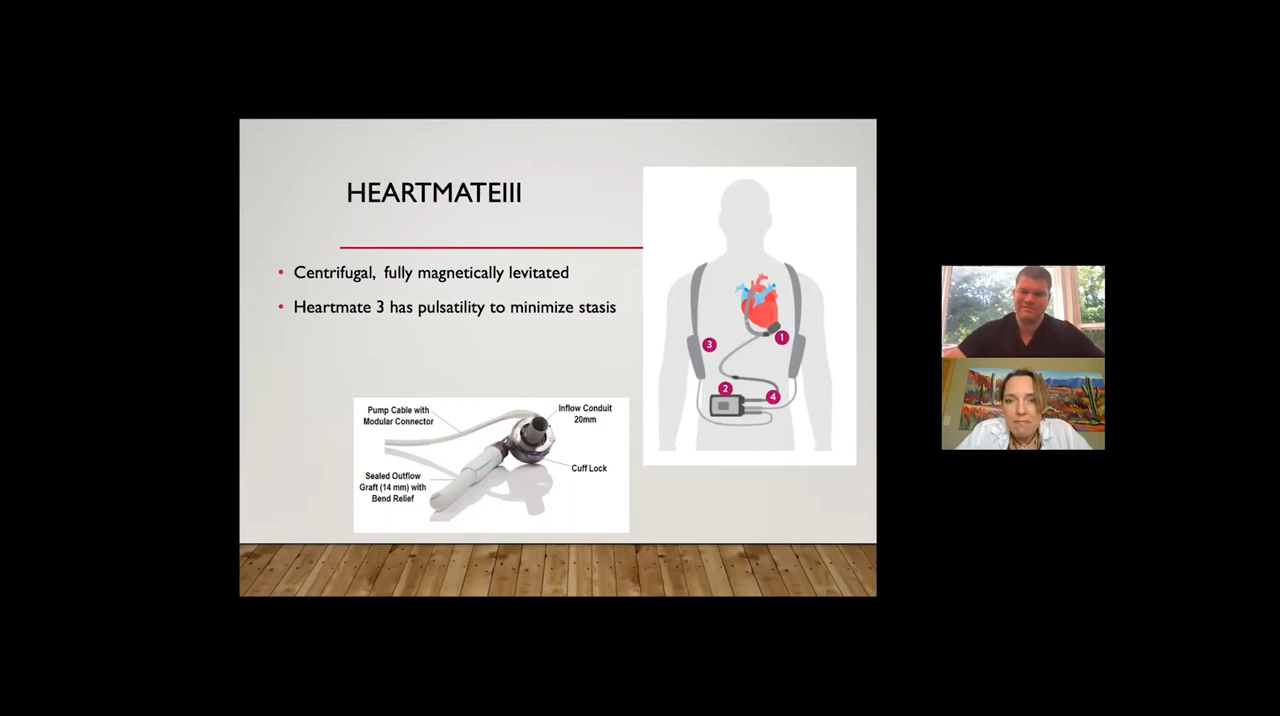 HEARTMATEIII
• Centrifugal, fully magnetically levitated
• Heartmate 3 has pulsatility to minimize stasis
1
3
2
4
Pump Cable with
Modular Connector
Inflow Conduit
20mm
Cuff Lock
Sealed Outflow
Graft (14 mm) with
Bend Relief